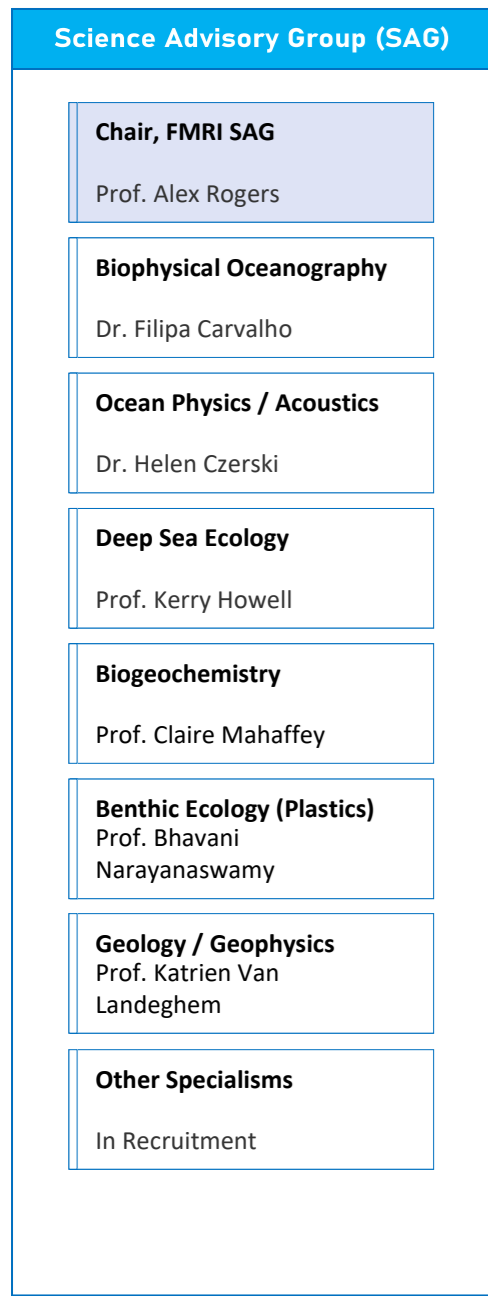 Science Advisory Group (SAG)
Chair, FMRI SAG
Prof. Alex Rogers
Biophysical Oceanography
Dr. Filipa Carvalho
Ocean Physics / Acoustics
Dr. Helen Czerski
Deep Sea Ecology
Prof. Kerry Howell
Biogeochemistry
Prof. Claire Mahaffey
Benthic Ecology (Plastics)
Prof. Bhavani
Narayanaswamy
Geology / Geophysics
Prof. Katrien Van
Landeghem
Other Specialisms
In Recruitment